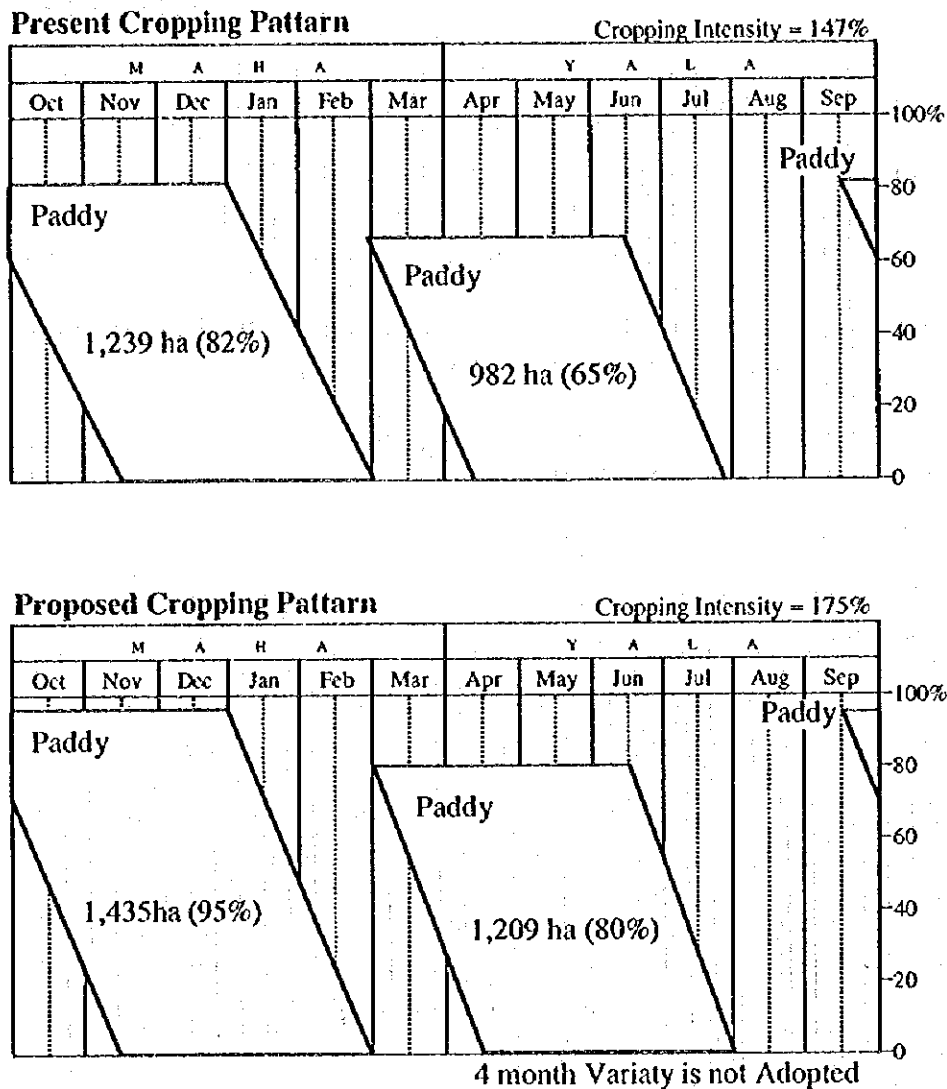 Present Cropping Pattarn
Cropping Intensity = 147%
M A H A
Y A L A
Oct Nov Dec Jan Feb Mar Apr May Jun Jul Aug Sep
100%
Paddy
80
Paddy
60
Paddy
1,239 ha (82%)
40
982 ha (65%)
20
0
Proposed Cropping Pattarn
Cropping Intensity = 175%
M A H A
Y A L A
Oct Nov Dec Jan Feb Mar Apr May Jun Jul Aug Sep
100%
Paddy
Paddy
80
Paddy
60
1,435ha (95%)
40
1,209 ha (80%)
20
0
4 month Variaty is not Adopted